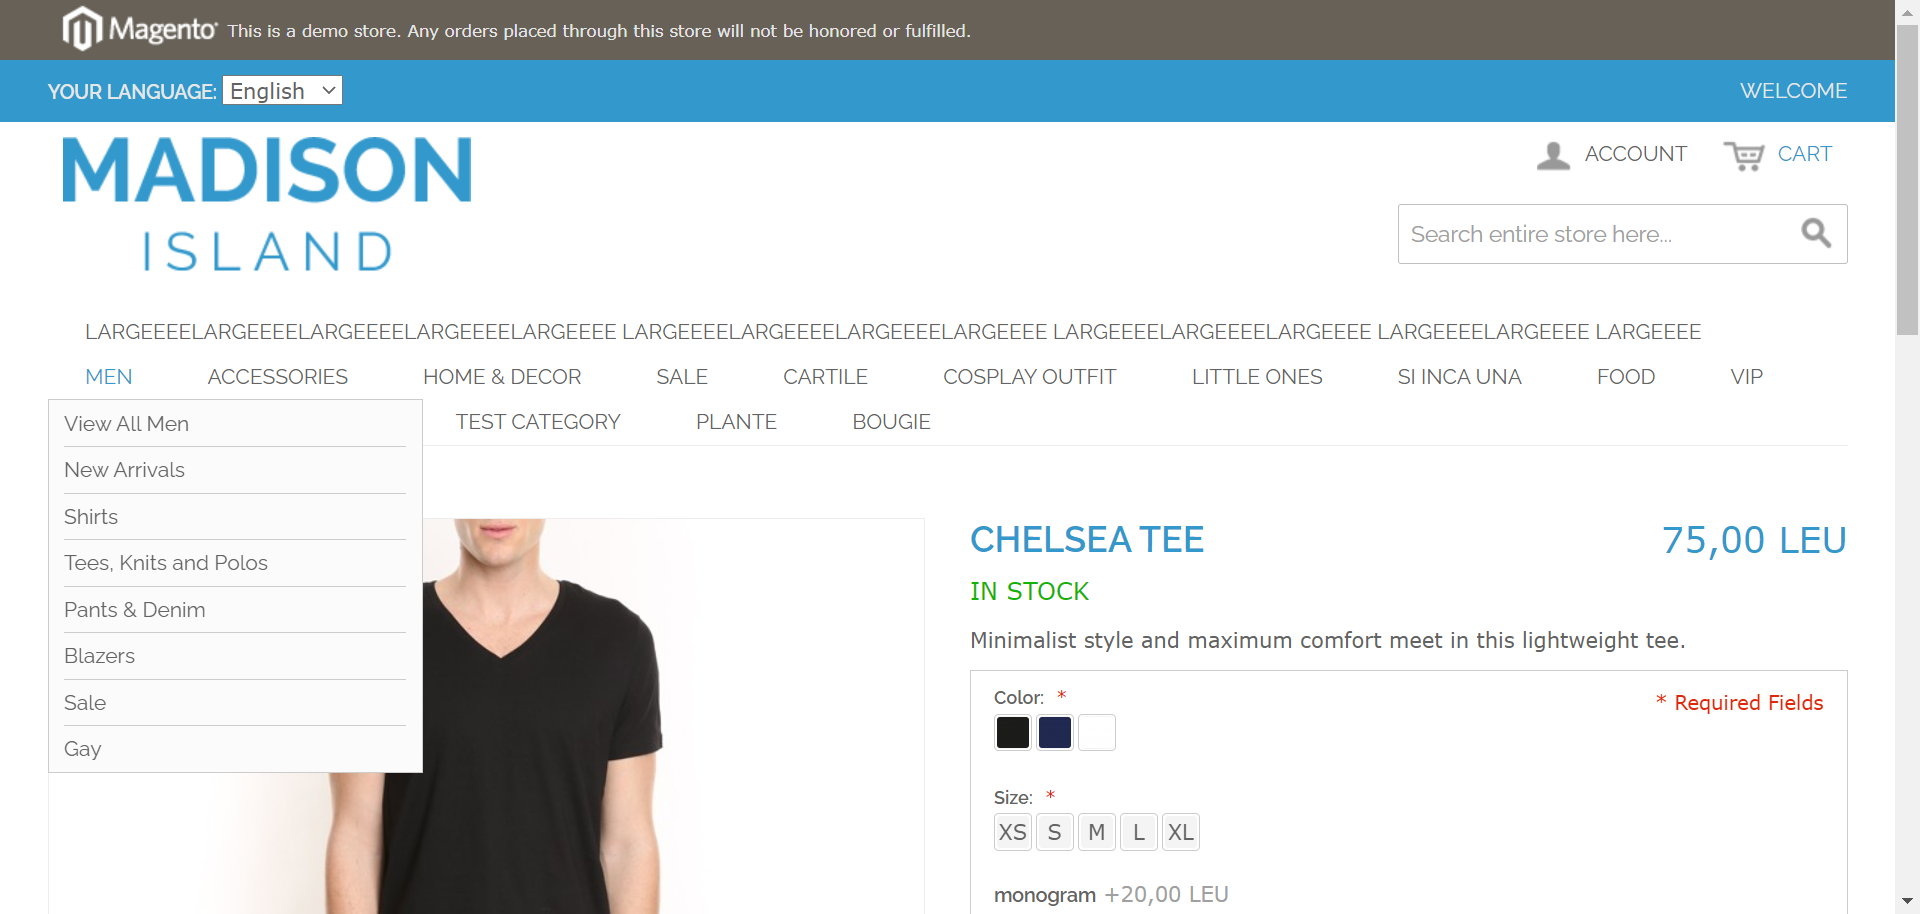 Magento This is a demo store. Any orders placed through this store will not be honored or fulfilled.
YOUR LANGUAGE: English WELCOME
MADISON
ISLAND
ACCOUNT CART
Search entire store here...
LARGEEEELARGEEEELARGEEEELARGEEEELARGEEEE LARGEEEELARGEEEELARGEEEELARGEEEE LARGEEEELARGEEEELARGEEEE LARGEEEELARGEEEE LARGEEEE
MEN ACCESSORIES HOME & DECOR SALE CARTILE COSPLAY OUTFIT LITTLE ONES SI INCA UNA FOOD VIP
TEST CATEGORY PLANTE BOUGIE
View All Men
New Arrivals
Shirts
Tees, Knits and Polos
Pants & Denim
Blazers
Sale
Gay
CHELSEA TEE 75,00 LEU
IN STOCK
Minimalist style and maximum comfort meet in this lightweight tee.
Color: *
* Required Fields
Size: *
XS S M L XL
monogram +20,00 LEU